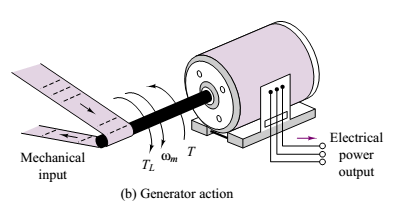 Mechanical
input
T_L
ω_m
T
Electrical
power
output
(b) Generator action